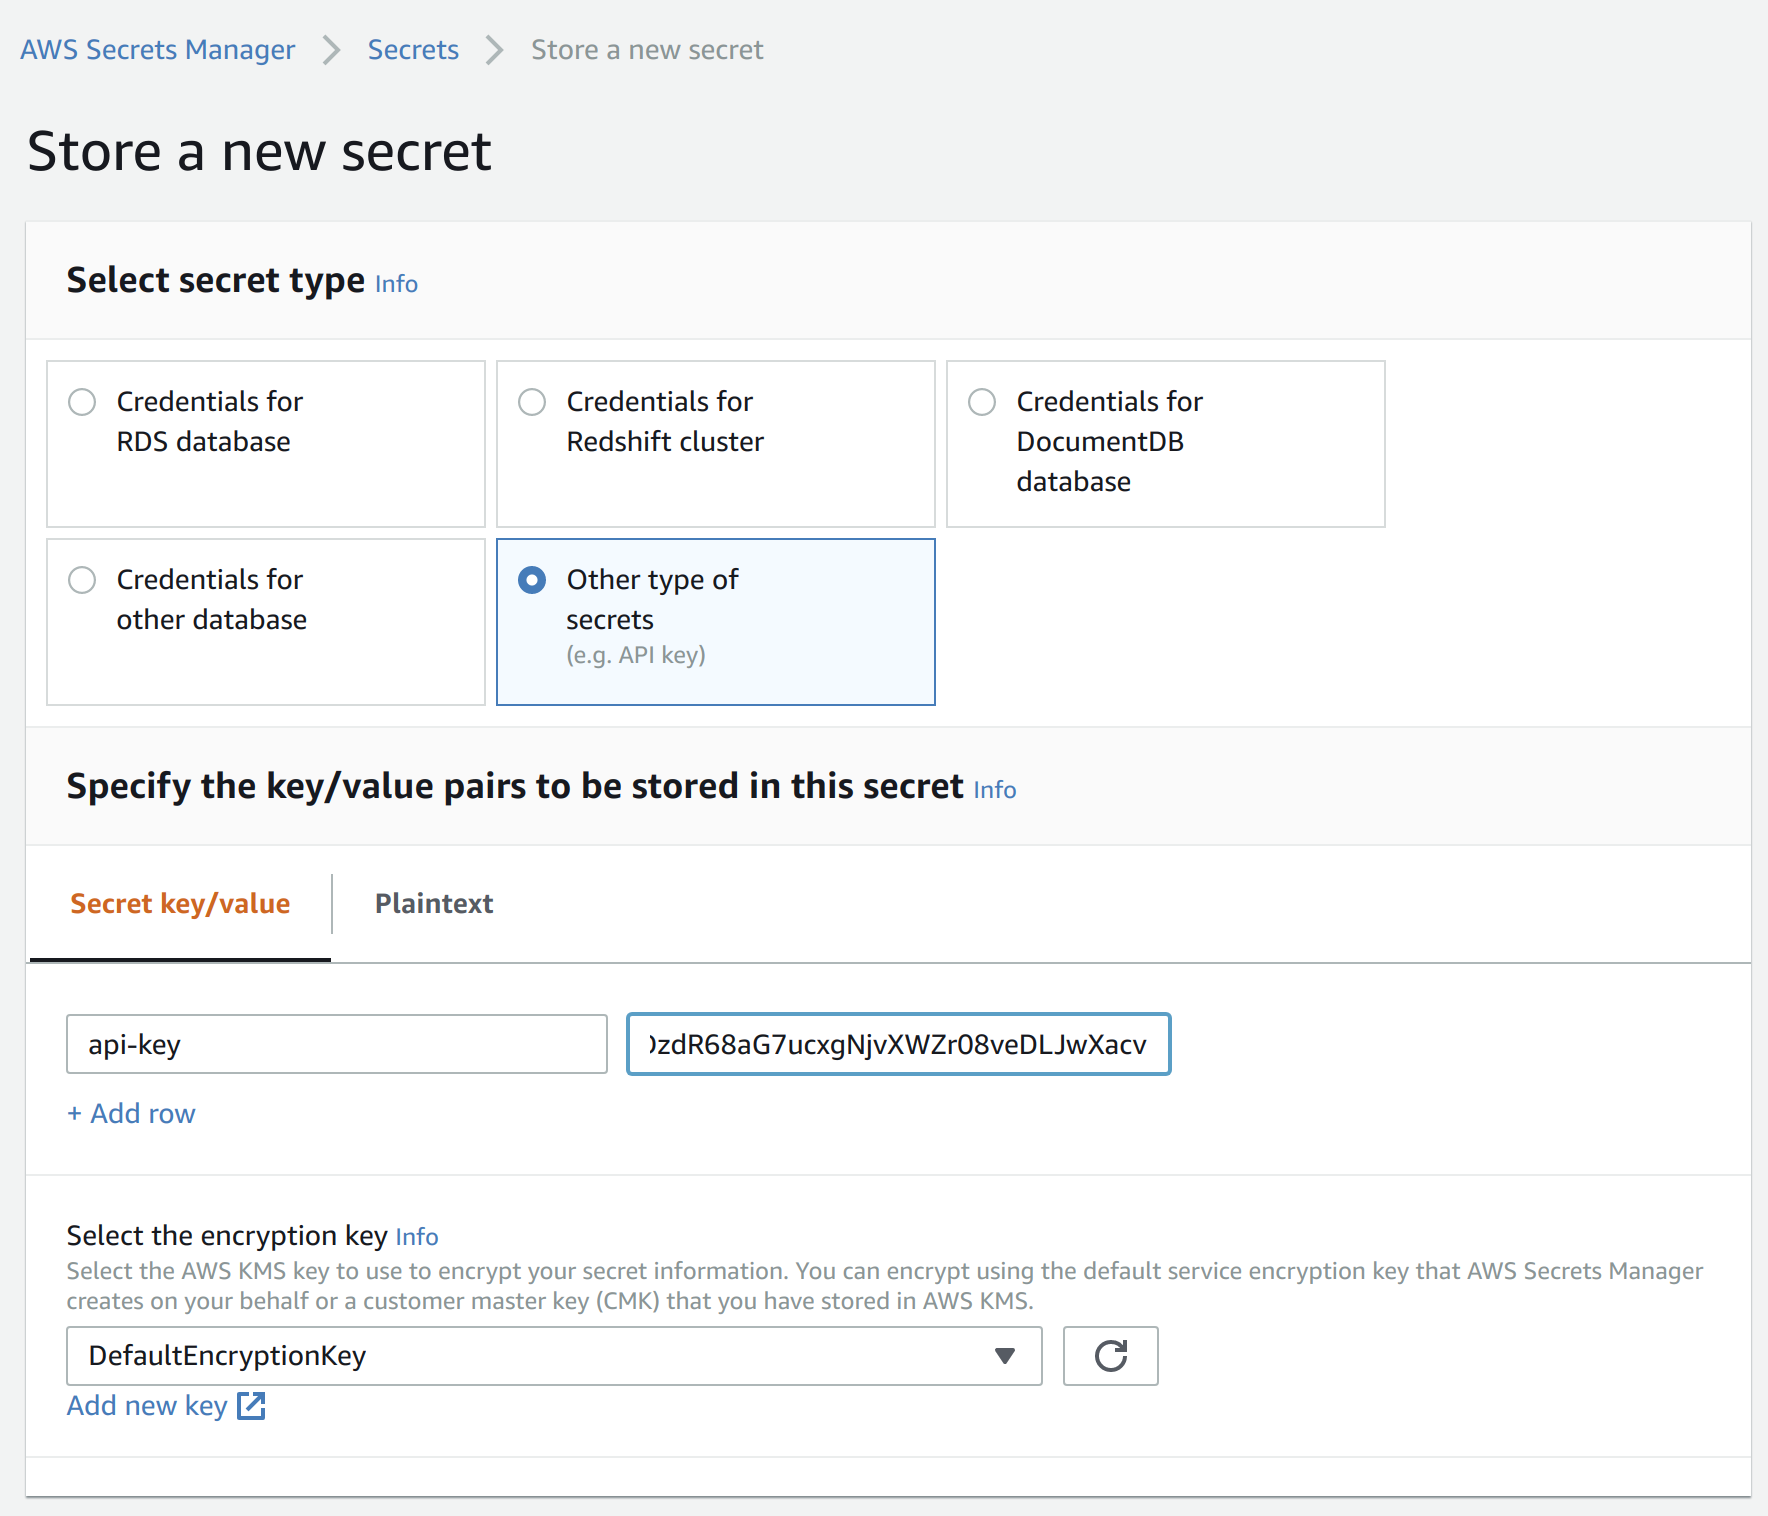 AWS Secrets Manager > Secrets > Store a new secret
Store a new secret
Select secret type Info
Credentials for
RDS database
Credentials for
Redshift cluster
Credentials for
DocumentDB
database
Credentials for
other database
Other type of
secrets
(e.g. API key)
Specify the key/value pairs to be stored in this secret Info
Secret key/value
Plaintext
api-key
zdR68aG7ucxgNjvXWZr08veDLJwXacv
+ Add row
Select the encryption key Info
Select the AWS KMS key to use to encrypt your secret information. You can encrypt using the default service encryption key that AWS Secrets Manager
creates on your behalf or a customer master key (CMK) that you have stored in AWS KMS.
DefaultEncryptionKey
Add new key